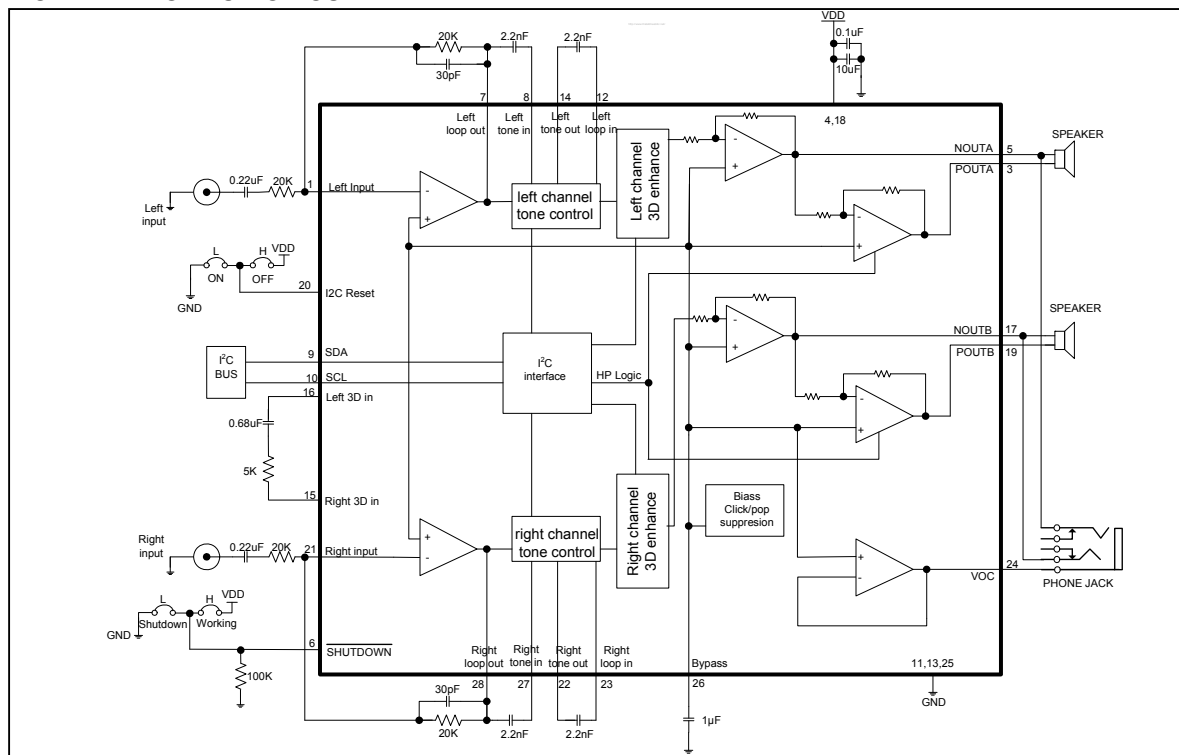 VDD
20K
2.2nF
2.2nF
0.1uF
30pF
10uF
7
8
14
12
4,18
Left
loop out
Left
tone in
Left
tone out
Left
loop in
SPEAKER
NOUTA
5
POUTA
3
0.22uF
20K
1
Left Input
Left
input
left channel
tone control
Left channel
3D enhance
L
H
VDD
ON
OFF
20
I2C Reset
GND
SPEAKER
NOUTB
17
POUTB
19
I²C
BUS
9
SDA
10
SCL
16
Left 3D in
I²C
interface
HP Logic
0.68uF
5K
15
Right 3D in
Right channel
3D enhance
Biass
Click/pop
suppresion
Right
input
0.22uF
20K
21
Right input
right channel
tone control
24
VOC
PHONE JACK
L
H
VDD
Shutdown
Working
GND
6
SHUTDOWN
100K
Right
loop out
Right
tone in
Right
tone out
Right
loop in
Bypass
11,13,25
28
27
22
23
26
GND
30pF
20K
2.2nF
2.2nF
1µF